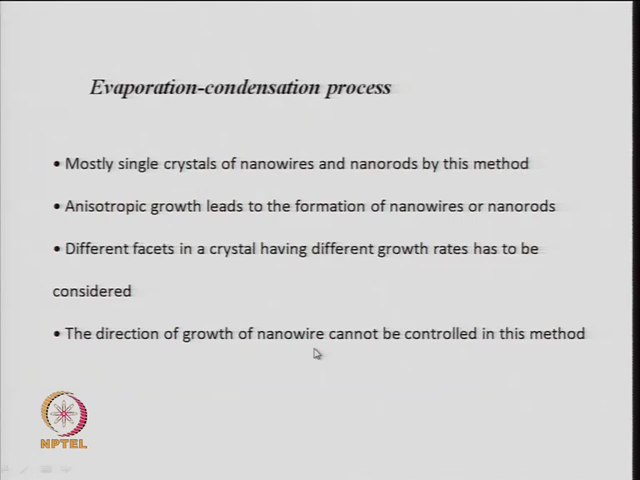 Evaporation-condensation process
• Mostly single crystals of nanowires and nanorods by this method
• Anisotropic growth leads to the formation of nanowires or nanorods
• Different facets in a crystal having different growth rates has to be
considered
• The direction of growth of nanowire cannot be controlled in this method
NPTEL